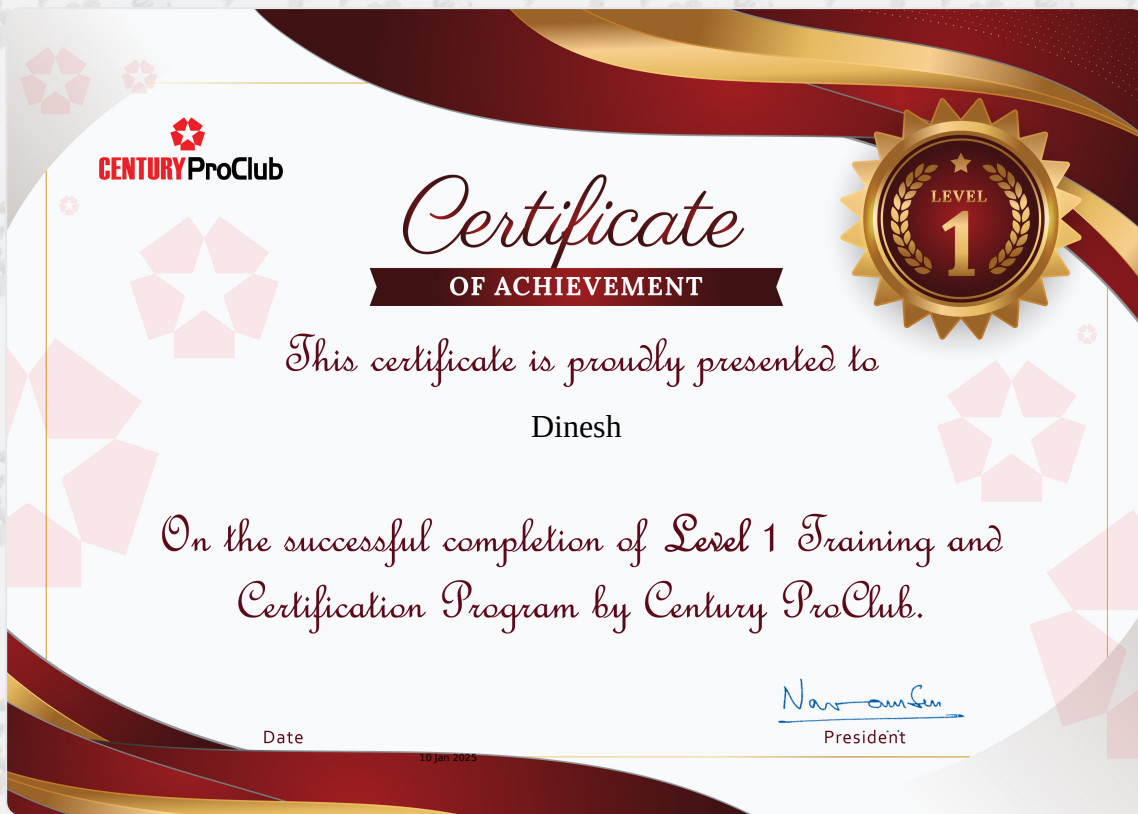 CENTURY ProClub
LEVEL
1
Certificate
OF ACHIEVEMENT
This certificate is proudly presented to
Dinesh
On the successful completion of Level 1 Training and
Certification Program by Century ProClub.
Date
President
10 Jan 2025